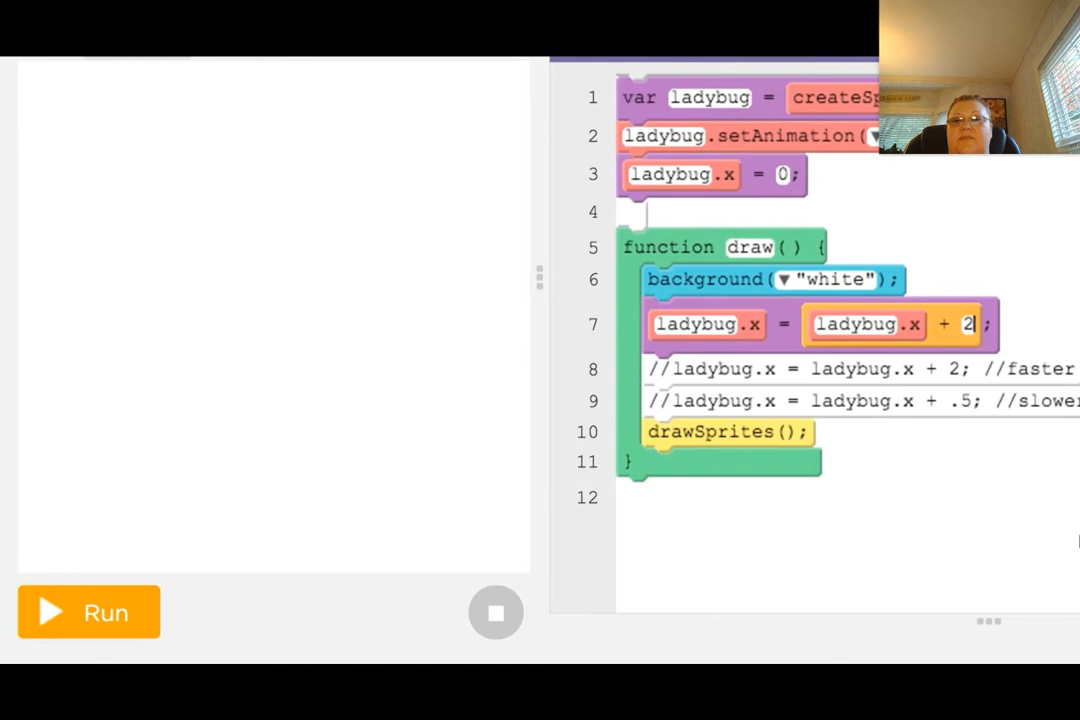 1 var ladybug = createSp
2 ladybug.setAnimation(▼
3 ladybug.x = 0;
4
5 function draw() {
6 background(▼"white");
7 ladybug.x = ladybug.x + 2;
8 //ladybug.x = ladybug.x + 2; //faster
9 //ladybug.x = ladybug.x + .5; //slower
10 drawSprites();
11 }
12
Run